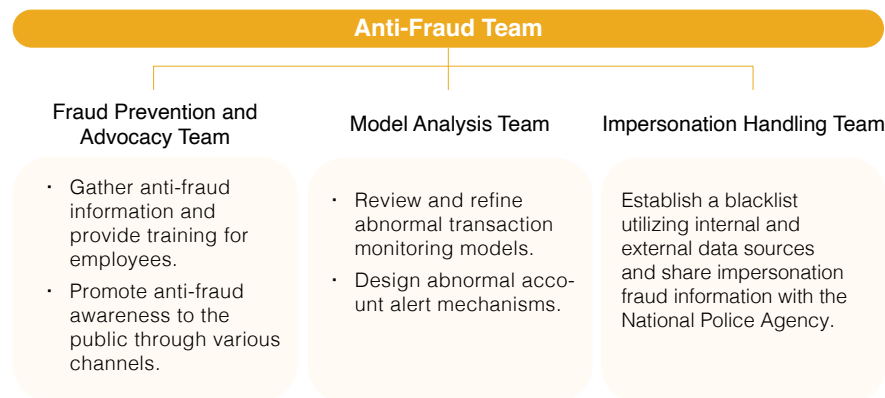 Anti-Fraud Team
Fraud Prevention and
Advocacy Team
· Gather anti-fraud
information and
provide training for
employees.
· Promote anti-fraud
awareness to the
public through various
channels.
Model Analysis Team
· Review and refine
abnormal transaction
monitoring models.
· Design abnormal acco-
unt alert mechanisms.
Impersonation Handling Team
Establish a blacklist
utilizing internal and
external data sources
and share impersonation
fraud information with the
National Police Agency.